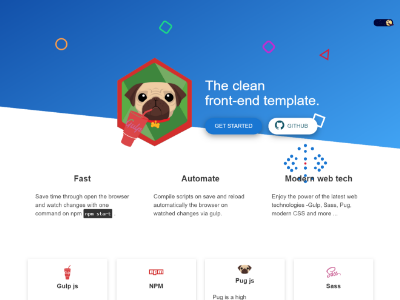 The clean
front-end template.
GET STARTED
GITHUB
Fast
Save time through open the browser
and watch changes with one
command on npm npm start
Automate
Compile scripts on save and reload
automatically the browser on
watched changes via gulp.
Modern web tech
Enjoy the power of the latest web
technologies -Gulp, Sass, Pug,
modern CSS and more ...
Gulp js
npm
NPM
Pug js
Pug is a high
Sass
Sass